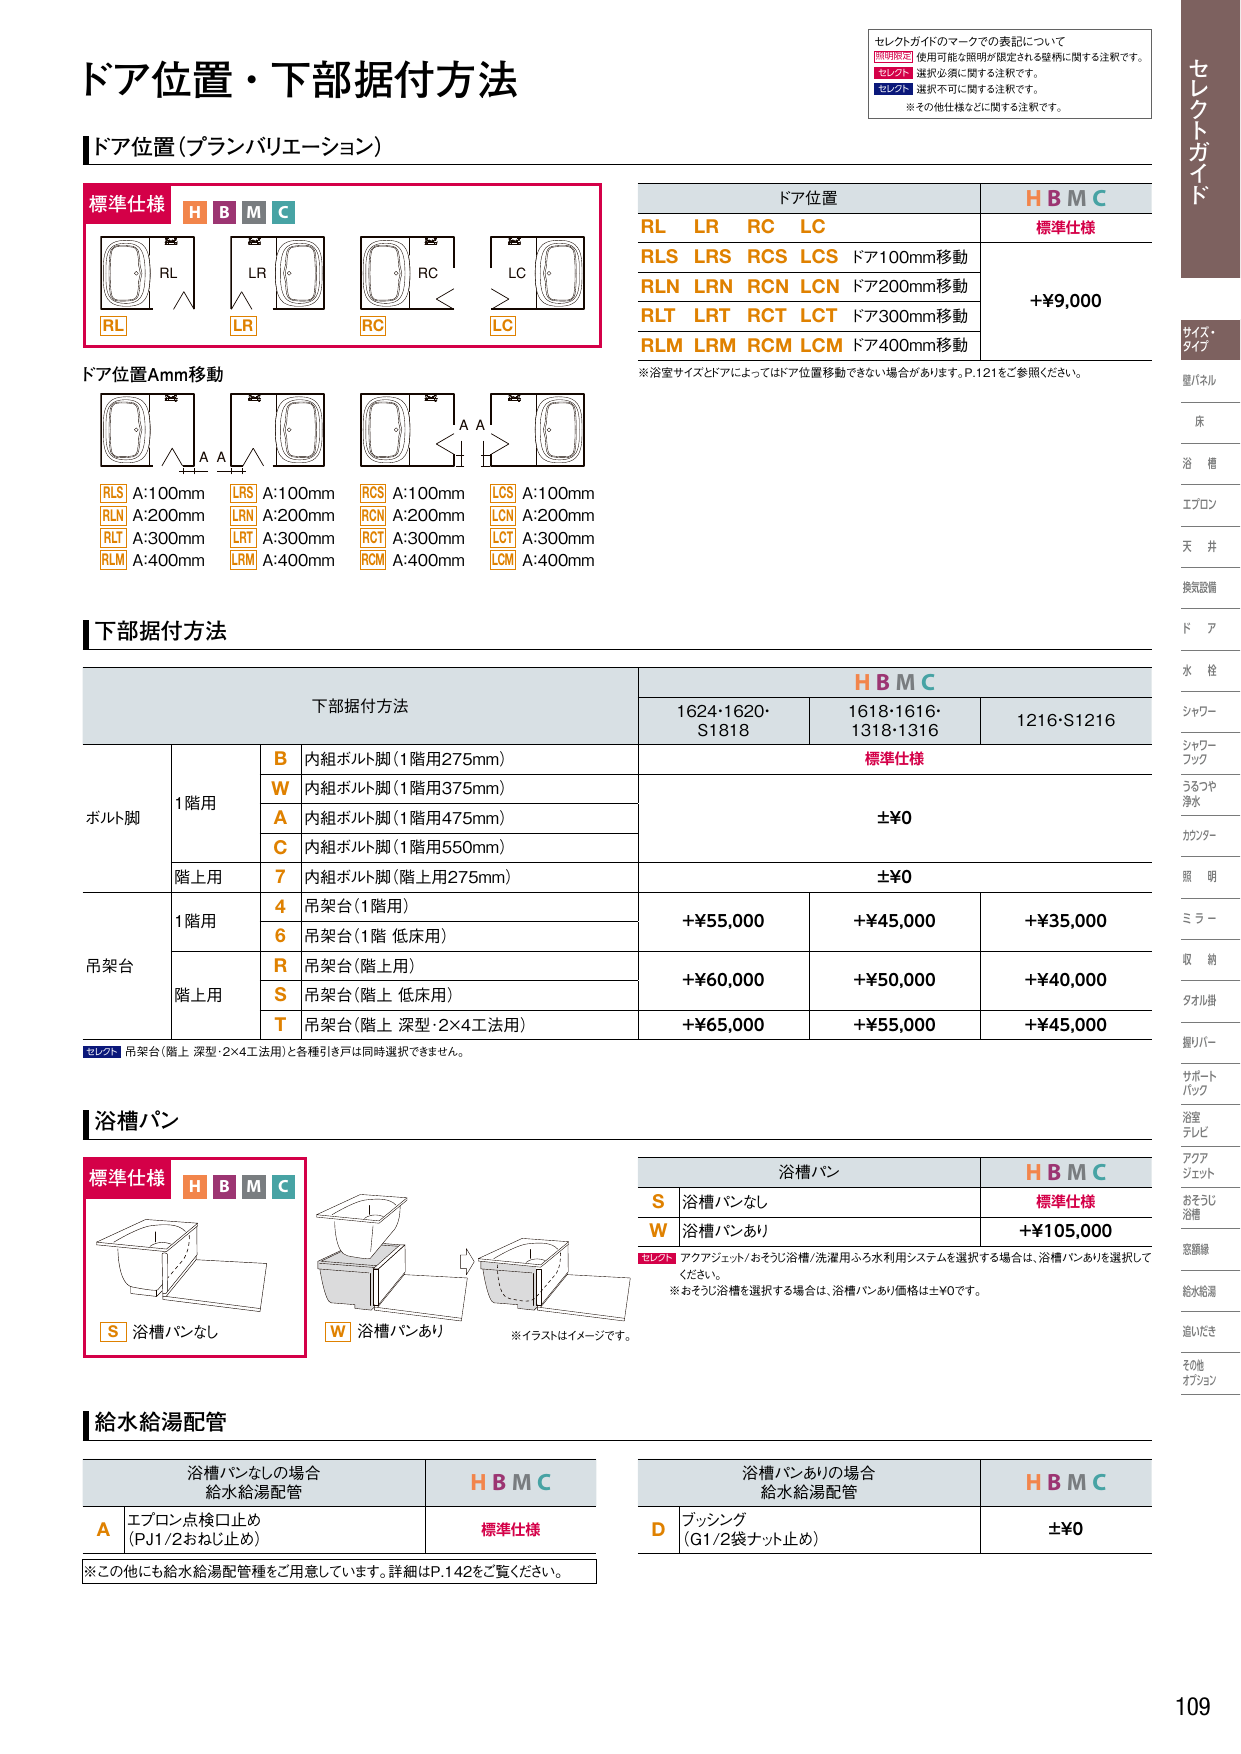 セレクトガイドのマークでの表記について
照明限定 使用可能な照明が限定される壁柄に関する注釈です。
セレクト 選択必須に関する注釈です。
セレクト 選択不可に関する注釈です。
※その他仕様などに関する注釈です。
ドア位置・下部据付方法
ドア位置(プランバリエーション)
標準仕様 H B M C
RL LR RC LC
RL LR RC LC
ドア位置 H B M C
RL LR RC LC 標準仕様
RLS LRS RCS LCS ドア100mm移動
RLN LRN RCN LCN ドア200mm移動
+¥9,000
RLT LRT RCT LCT ドア300mm移動
RLM LRM RCM LCM ドア400mm移動
※浴室サイズとドアによってはドア位置移動できない場合があります。P.121をご参照ください。
ドア位置Amm移動
A A A A
RLS A:100mm LRS A:100mm RCS A:100mm LCS A:100mm
RLN A:200mm LRN A:200mm RCN A:200mm LCN A:200mm
RLT A:300mm LRT A:300mm RCT A:300mm LCT A:300mm
RLM A:400mm LRM A:400mm RCM A:400mm LCM A:400mm
下部据付方法
下部据付方法 H B M C
1624・1620・
S1818
1618・1616・
1318・1316
1216・S1216
ボルト脚 1階用 B 内組ボルト脚(1階用275mm) 標準仕様
W 内組ボルト脚(1階用375mm) ±¥0
A 内組ボルト脚(1階用475mm)
C 内組ボルト脚(1階用550mm)
階上用 7 内組ボルト脚(階上用275mm) ±¥0
吊架台 1階用 4 吊架台(1階用) +¥55,000 +¥45,000 +¥35,000
6 吊架台(1階 低床用)
階上用 R 吊架台(階上用) +¥60,000 +¥50,000 +¥40,000
S 吊架台(階上 低床用)
T 吊架台(階上 深型・2×4工法用) +¥65,000 +¥55,000 +¥45,000
セレクト 吊架台(階上 深型・2×4工法用)と各種引き戸は同時選択できません。
浴槽パン
標準仕様 H B M C
S 浴槽パンなし
W 浴槽パンあり
※イラストはイメージです。
浴槽パン H B M C
S 浴槽パンなし 標準仕様
W 浴槽パンあり +¥105,000
セレクト アクアジェット/おそうじ浴槽/洗濯用ふろ水利用システムを選択する場合は、浴槽パンありを選択して
ください。
※おそうじ浴槽を選択する場合は、浴槽パンあり価格は±¥0です。
給水給湯配管
浴槽パンなしの場合
給水給湯配管
H B M C
A エプロン点検口止め
(PJ1/2おねじ止め)
標準仕様
※この他にも給水給湯配管種をご用意しています。詳細はP.142をご覧ください。
浴槽パンありの場合
給水給湯配管
H B M C
D ブッシング
(G1/2袋ナット止め)
±¥0
セレクトガイド
サイズ・
タイプ
壁パネル
床
浴槽
エプロン
天井
換気設備
ドア
水栓
シャワー
シャワー
フック
うるつや
浄水
カウンター
照明
ミラー
収納
タオル掛
握りバー
サポート
パック
浴室
テレビ
アクア
ジェット
おそうじ
浴槽
窓額縁
給水給湯
追いだき
その他
オプション
109